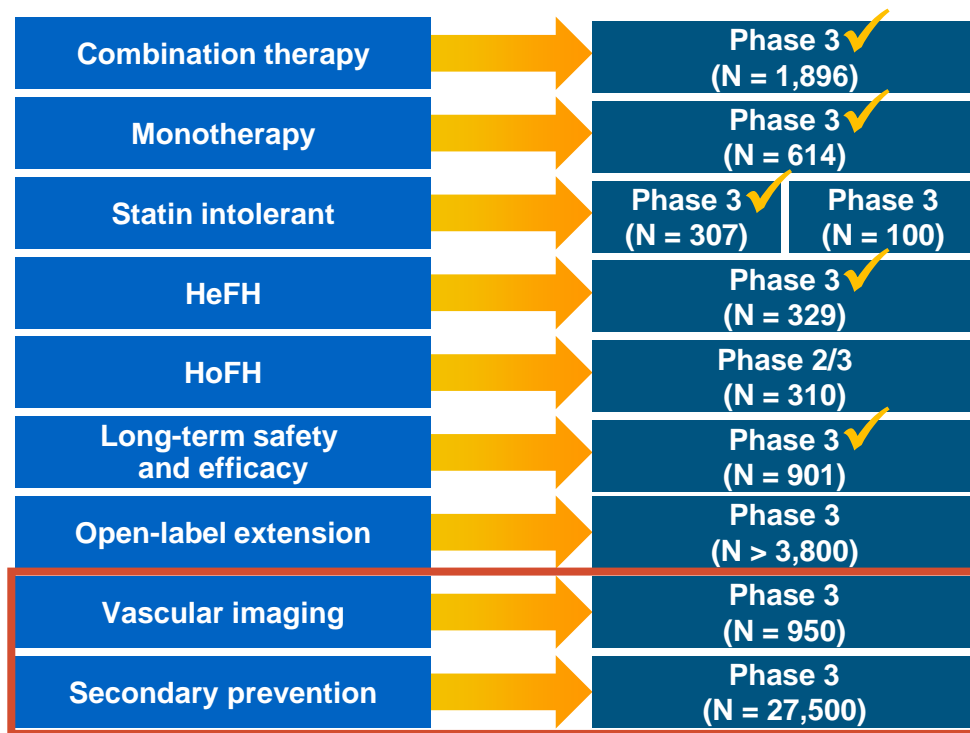 Combination therapy
Phase 3
(N = 1,896)
Monotherapy
Phase 3
(N = 614)
Statin intolerant
Phase 3
(N = 307)
Phase 3
(N = 100)
HeFH
Phase 3
(N = 329)
HoFH
Phase 2/3
(N = 310)
Long-term safety
and efficacy
Phase 3
(N = 901)
Open-label extension
Phase 3
(N > 3,800)
Vascular imaging
Phase 3
(N = 950)
Secondary prevention
Phase 3
(N = 27,500)